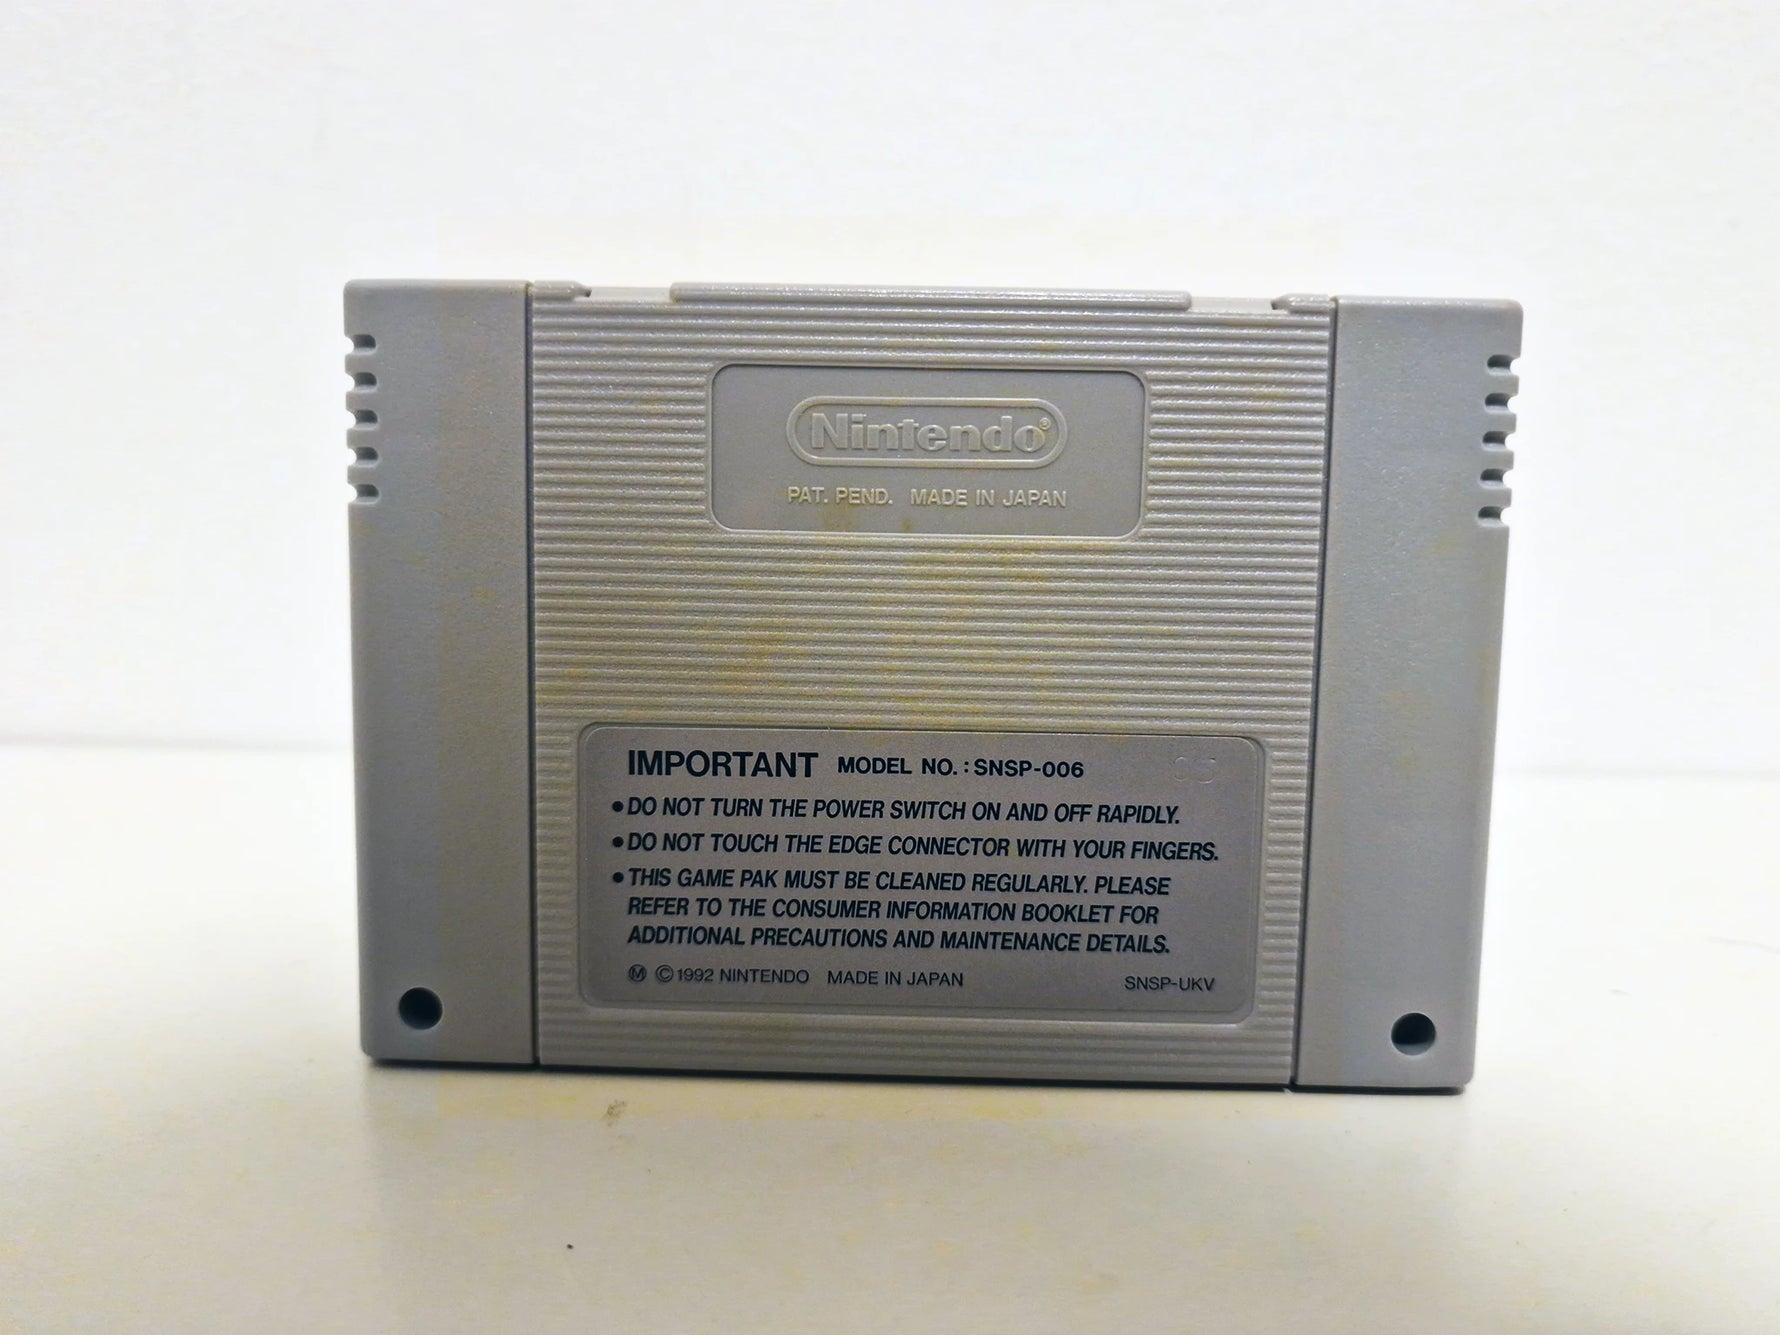 Nintendo®
PAT. PEND. MADE IN JAPAN
IMPORTANT MODEL NO.: SNSP-006
•DO NOT TURN THE POWER SWITCH ON AND OFF RAPIDLY.
•DO NOT TOUCH THE EDGE CONNECTOR WITH YOUR FINGERS.
•THIS GAME PAK MUST BE CLEANED REGULARLY. PLEASE
REFER TO THE CONSUMER INFORMATION BOOKLET FOR
ADDITIONAL PRECAUTIONS AND MAINTENANCE DETAILS.
Ⓜ ©1992 NINTENDO MADE IN JAPAN SNSP-UKV